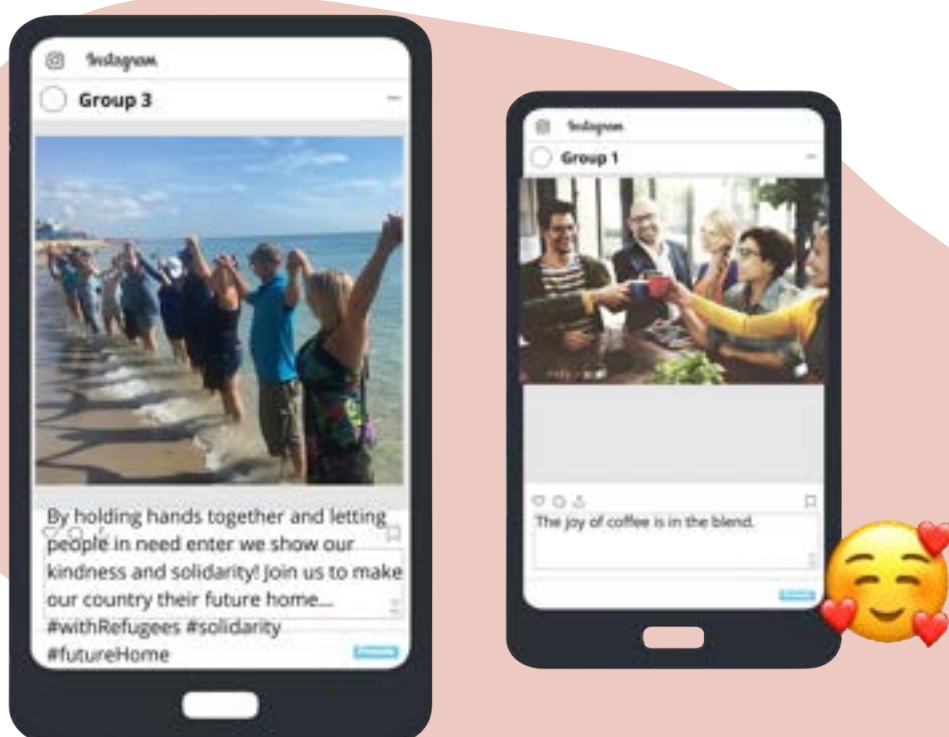 Instagram
Group 3
By holding hands together and letting
people in need enter we show our
kindness and solidarity! Join us to make
our country their future home...
#withRefugees #solidarity
#futureHome
Instagram
Group 1
The joy of coffee is in the blend.